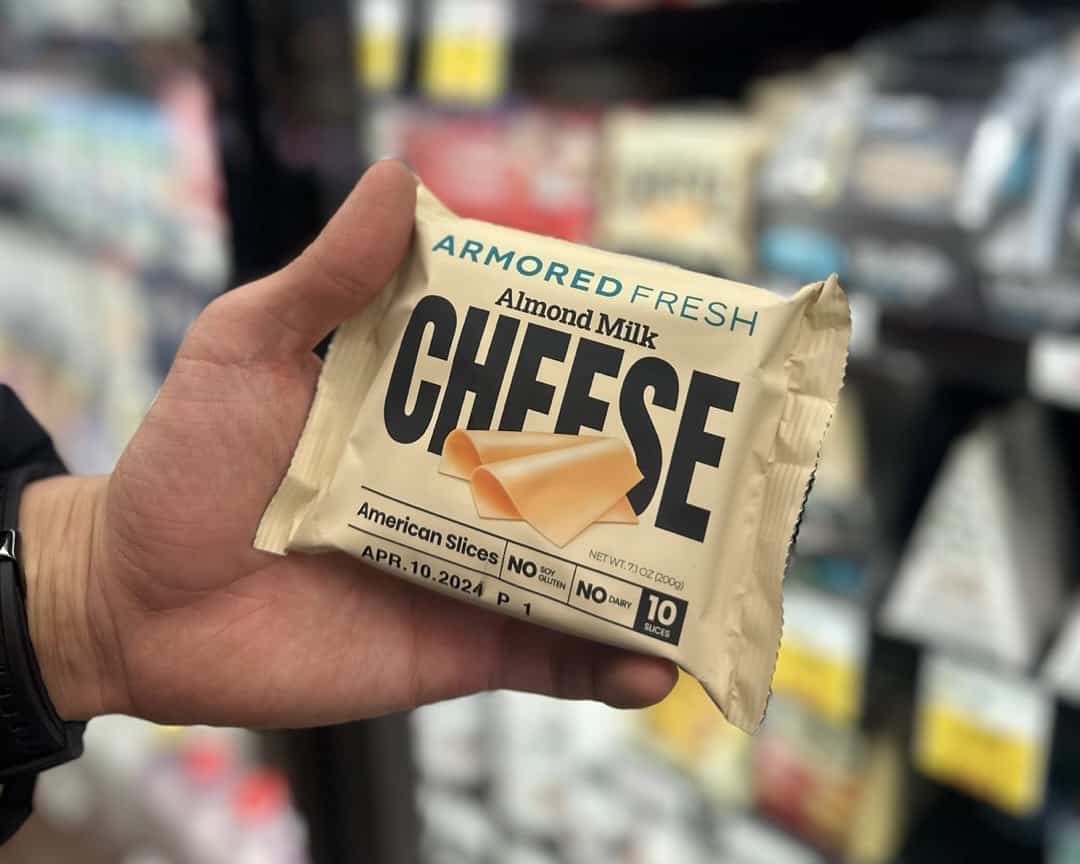 ARMORED FRESH
Almond Milk
CHEESE
American Slices
NO SOY GLUTEN
NO DAIRY
NET WT. 7.1 OZ (200g)
10 SLICES
APR.10.2024 P 1